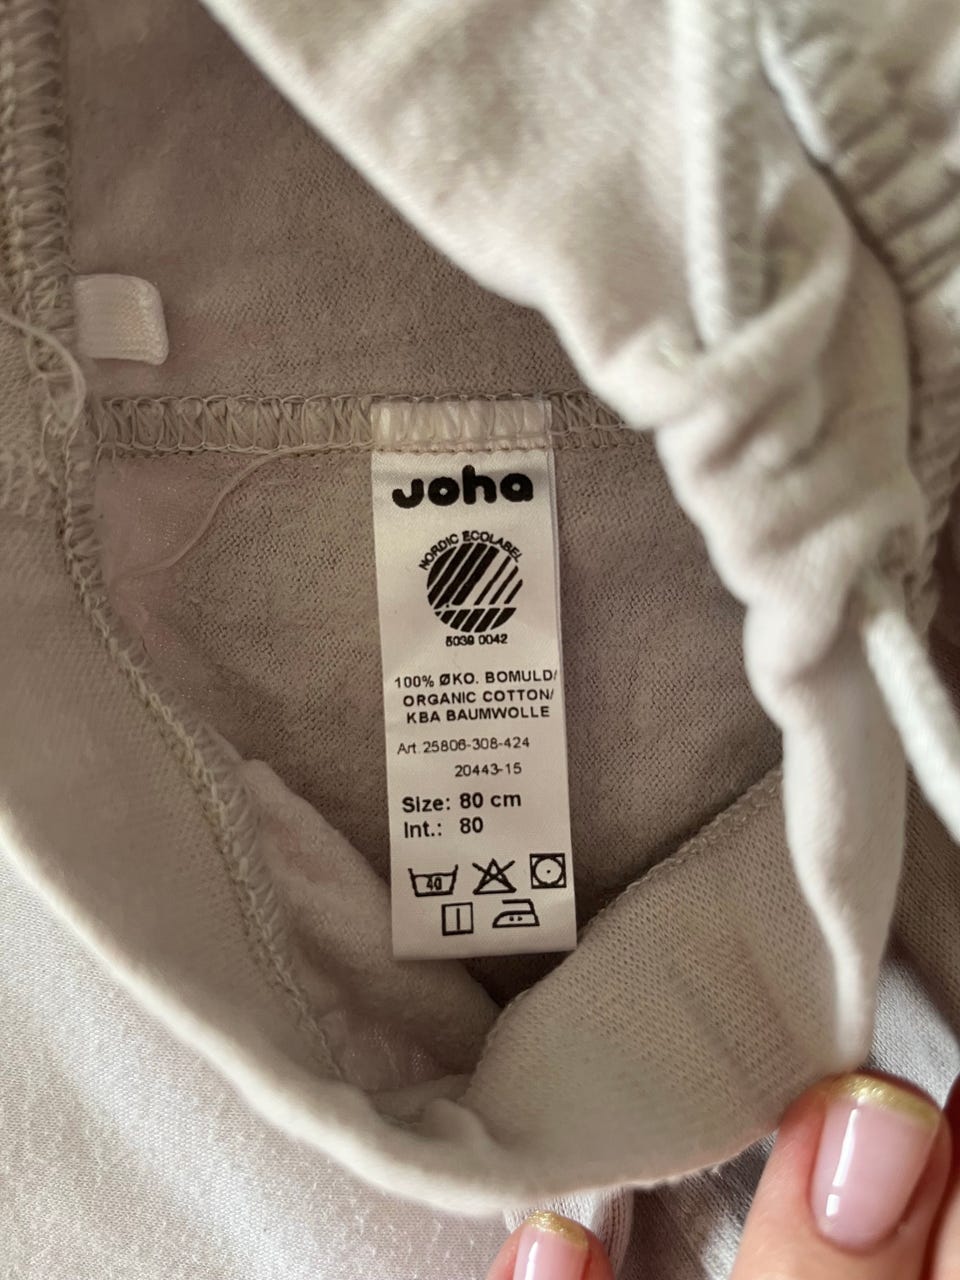 Joha
NORDIC ECOLABEL
5039 0042
100% ØKO. BOMULD/
ORGANIC COTTON/
KBA BAUMWOLLE
Art.25806-308-424
20443-15
Size: 80 cm
Int.: 80
40